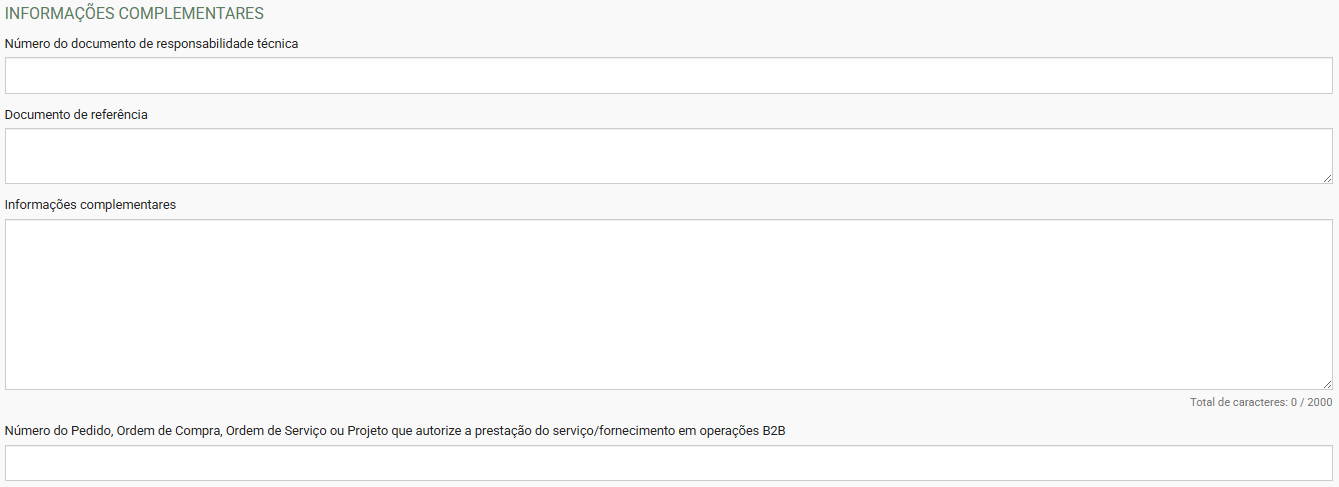 INFORMAÇÕES COMPLEMENTARES
Número do documento de responsabilidade técnica
Documento de referência
Informações complementares
Total de caracteres: 0 / 2000
Número do Pedido, Ordem de Compra, Ordem de Serviço ou Projeto que autorize a prestação do serviço/fornecimento em operações B2B